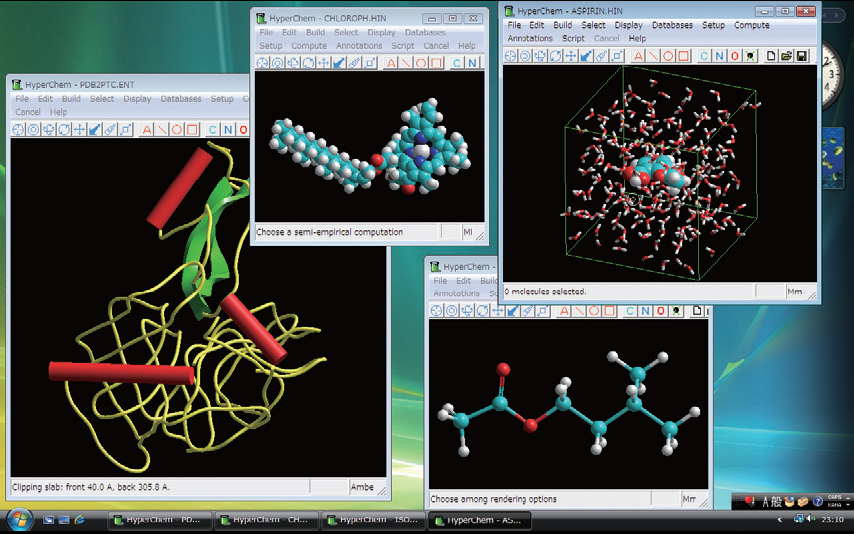 HyperChem - CHLOROPH.HIN
File Edit Build Select Display Databases
Setup Compute Annotations Script Cancel Help
A
C N
Choose a semi-empirical computation
HyperChem - ASPIRIN.HIN
File Edit Build Select Display Databases Setup Compute
Annotations Script Cancel Help
A C N O
0 molecules selected.
Mm-
HyperChem - PDB2PTC.ENT
File Edit Build Select Display Databases Setup
Cancel Help
A C N O
Clipping slab: front 40.0 A, back 305.8 A.
Ambe
HyperChem -
File Edit Build
Annotations
A C N O
Choose among rendering options
A 般
CAPS
KANA
HyperChem - PD...
HyperChem - CH...
HyperChem - ISO...
HyperChem - AS...
23:10